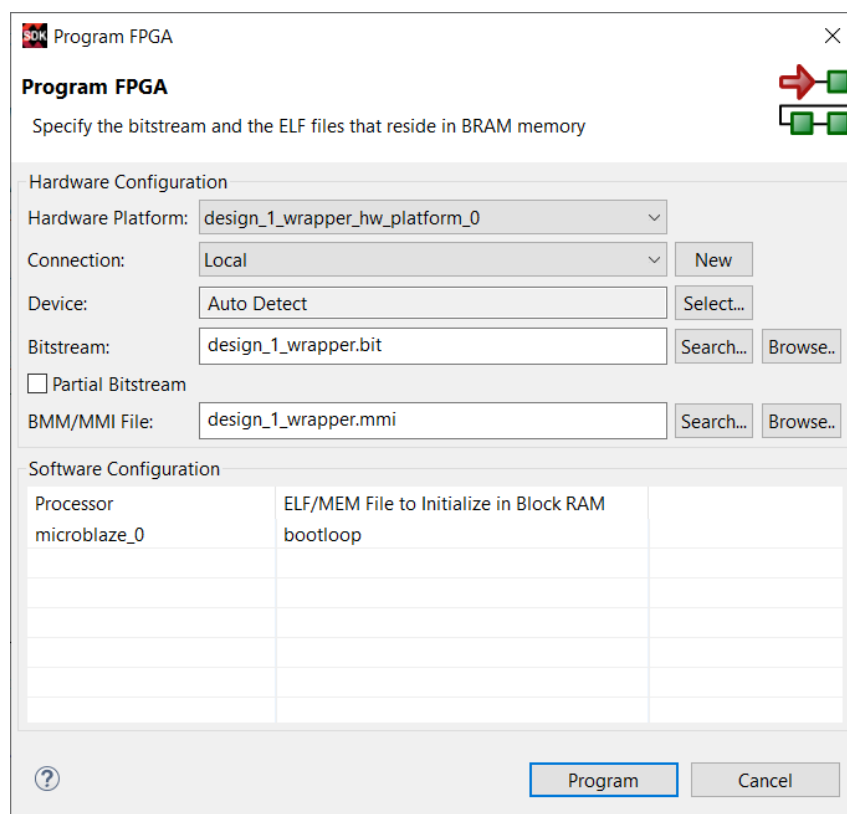 SDK Program FPGA
Program FPGA
Specify the bitstream and the ELF files that reside in BRAM memory
Hardware Configuration
Hardware Platform: design_1_wrapper_hw_platform_0
Connection: Local New
Device: Auto Detect Select...
Bitstream: design_1_wrapper.bit Search... Browse..
Partial Bitstream
BMM/MMI File: design_1_wrapper.mmi Search... Browse..
Software Configuration
Processor ELF/MEM File to Initialize in Block RAM
microblaze_0 bootloop
? Program Cancel